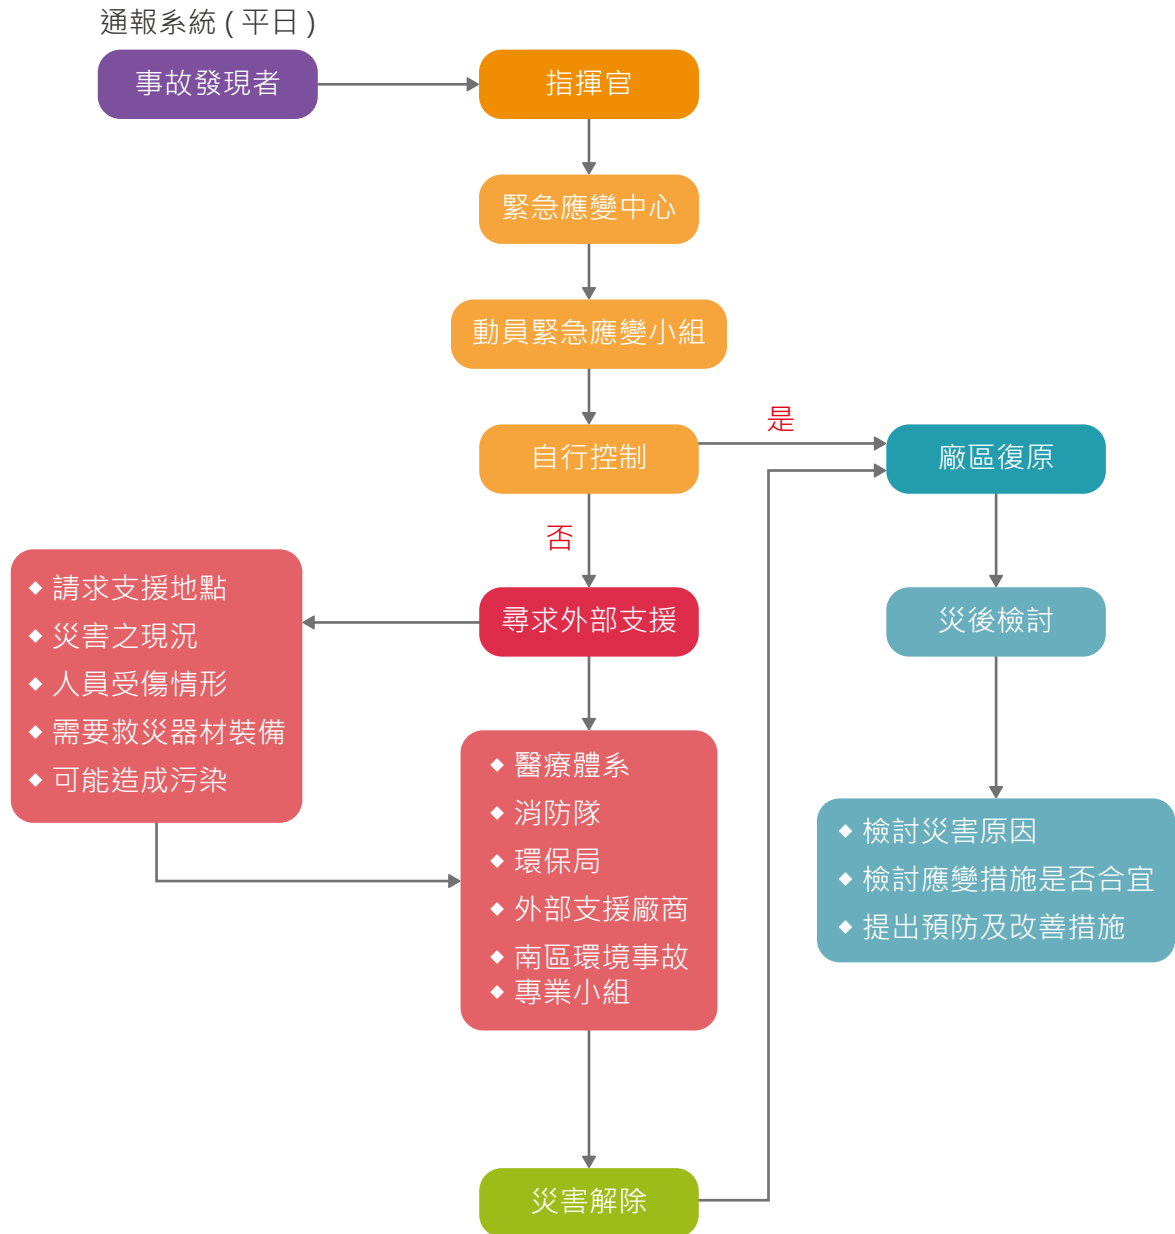 通報系統 ( 平日 )
事故發現者
指揮官
緊急應變中心
動員緊急應變小組
自行控制
是
廠區復原
否
尋求外部支援
災後檢討
◆ 請求支援地點
◆ 災害之現況
◆ 人員受傷情形
◆ 需要救災器材裝備
◆ 可能造成污染
◆ 醫療體系
◆ 消防隊
◆ 環保局
◆ 外部支援廠商
◆ 南區環境事故
◆ 專業小組
◆ 檢討災害原因
◆ 檢討應變措施是否合宜
◆ 提出預防及改善措施
災害解除